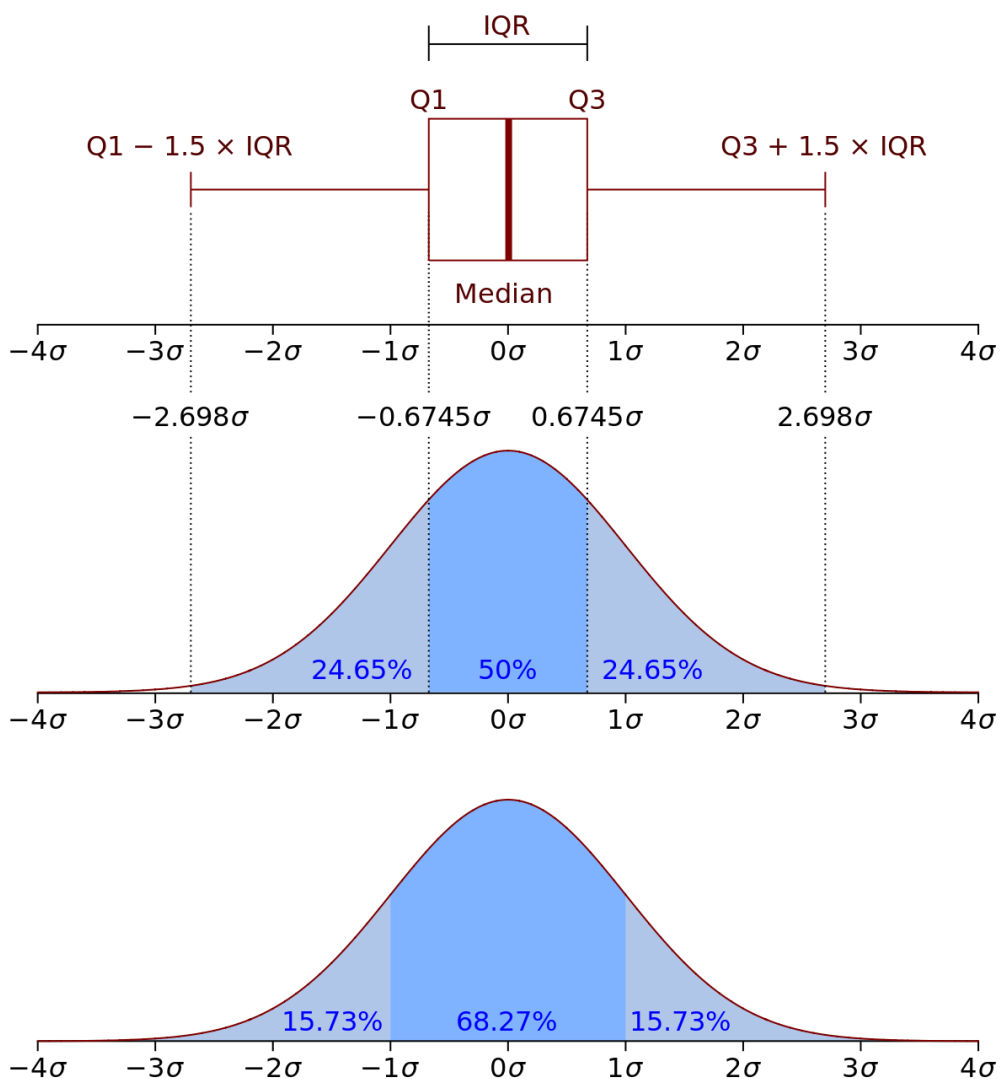 IQR
Q1 Q3
Q1 − 1.5 × IQR Q3 + 1.5 × IQR
Median
−4σ −3σ −2σ −1σ 0σ 1σ 2σ 3σ 4σ
−2.698σ −0.6745σ 0.6745σ 2.698σ
24.65% 50% 24.65%
−4σ −3σ −2σ −1σ 0σ 1σ 2σ 3σ 4σ
15.73% 68.27% 15.73%
−4σ −3σ −2σ −1σ 0σ 1σ 2σ 3σ 4σ